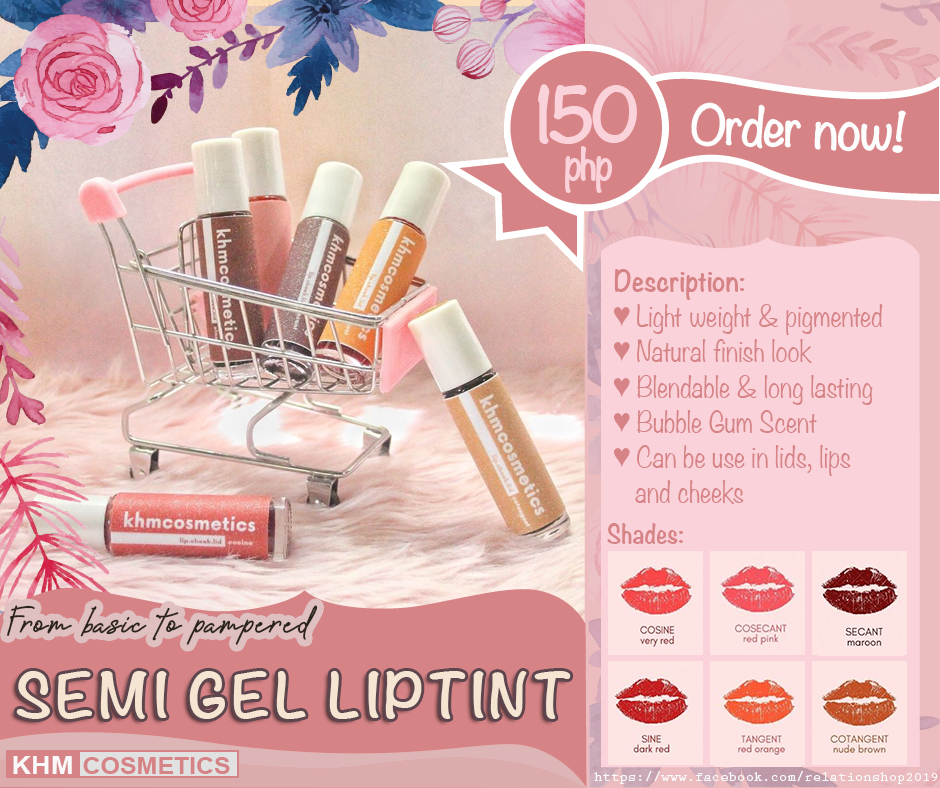 150
php
Order now!
khmcosmetics
khmcosmetics
khmcosmetics
khmcosmetics
khmcosmetics
lip.cheek.lid cosine
Description:
♥ Light weight & pigmented
♥ Natural finish look
♥ Blendable & long lasting
♥ Bubble Gum Scent
♥ Can be use in lids, lips
and cheeks
Shades:
COSINE
very red
COSECANT
red pink
SECANT
maroon
SINE
dark red
TANGENT
red orange
COTANGENT
nude brown
From basic to pampered
SEMI GEL LIPTINT
KHM COSMETICS
https://www.facebook.com/relationshop2019